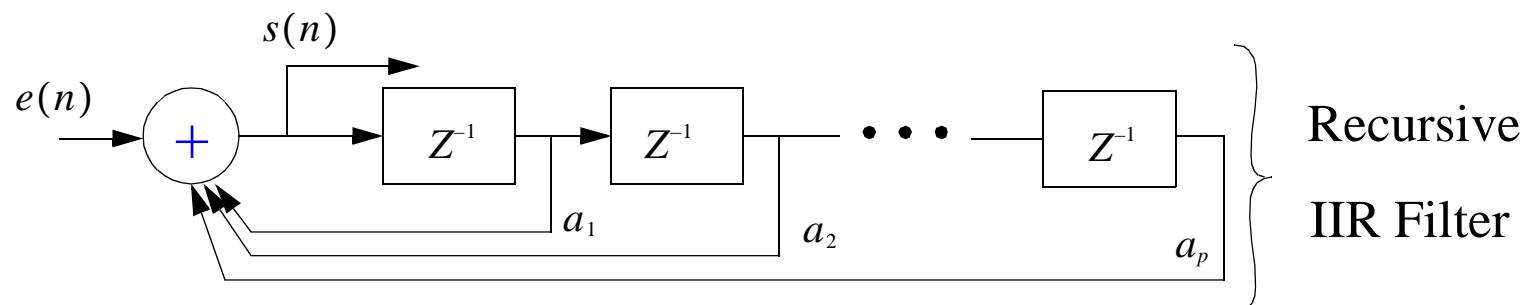 s(n)
e(n)
+
Z⁻¹
Z⁻¹
• • •
Z⁻¹
Recursive
IIR Filter
a₁
a₂
aₚ